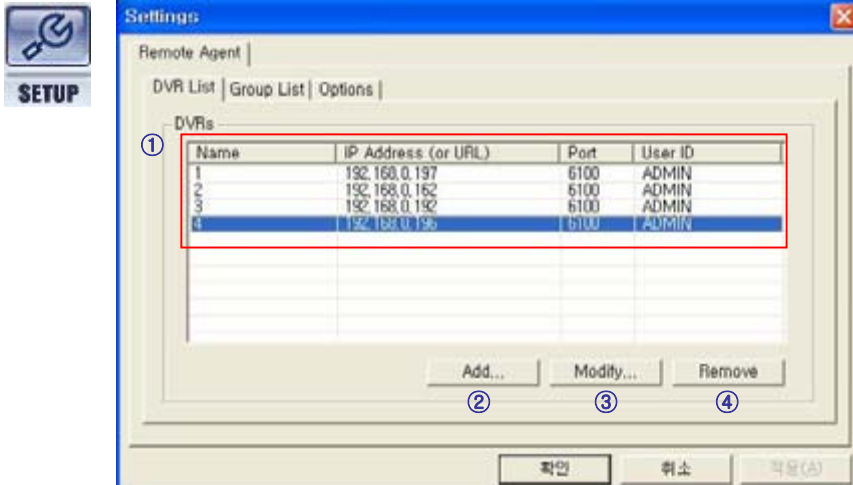 SETUP
Settings
Remote Agent
DVR List Group List Options
DVRs
①
Name IP Address (or URL) Port User ID
1 192.168.0.197 6100 ADMIN
2 192.168.0.162 6100 ADMIN
3 192.168.0.192 6100 ADMIN
4 192.168.0.196 6100 ADMIN
Add... Modify... Remove
② ③ ④
확인 취소 적용(A)